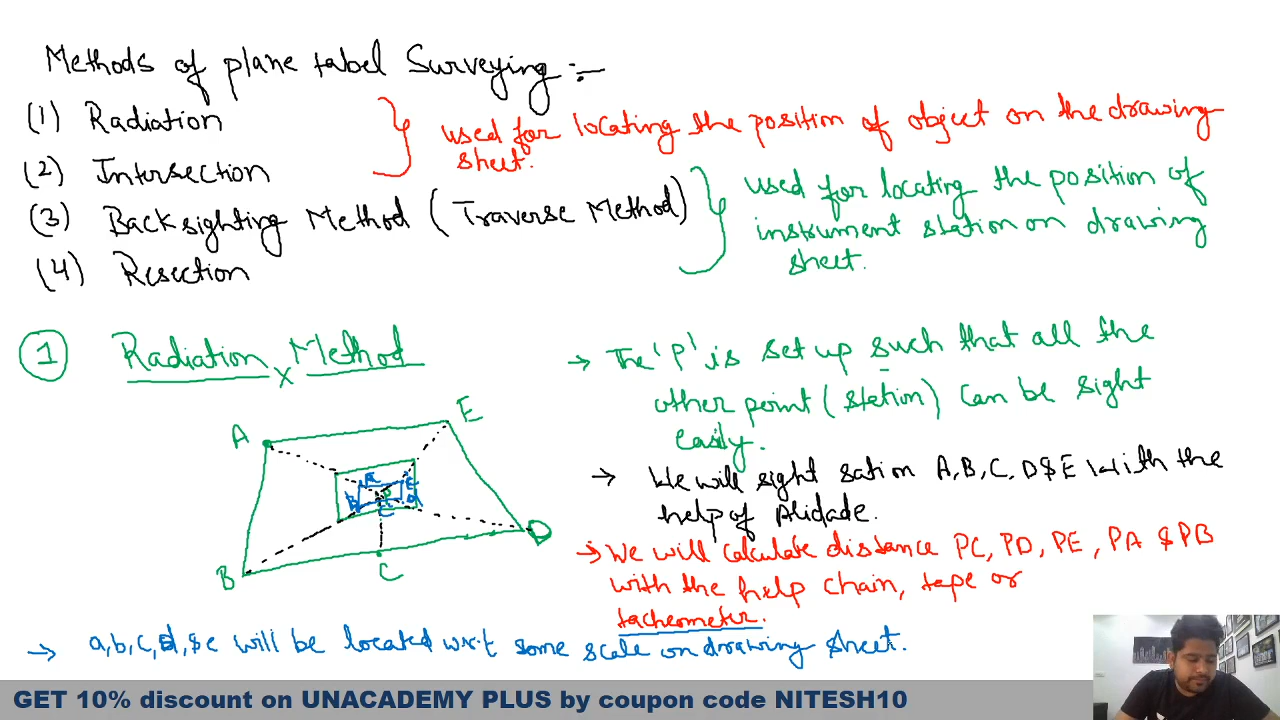 Methods of plane tabel Surveying :-
(1) Radiation
(2) Intersection
used for locating the position of object on the drawing
sheet.
(3) Backsighting Method (Traverse Method)
(4) Resection
used for locating the position of
instrument station on drawing
sheet.
1 Radiation Method
x
→ The 'P' is set up such that all the
other point (station) can be sight
easily.
→ We will sight sation A, B, C, D & E with the
help of Alidade.
→ We will calculate distance PC, PD, PE, PA & PB
with the help chain, tape or
tacheometer.
A
E
B
C
D
→ a, b, c, d, & e will be located w.r.t some scale on drawing sheet.
GET 10% discount on UNACADEMY PLUS by coupon code NITESH10